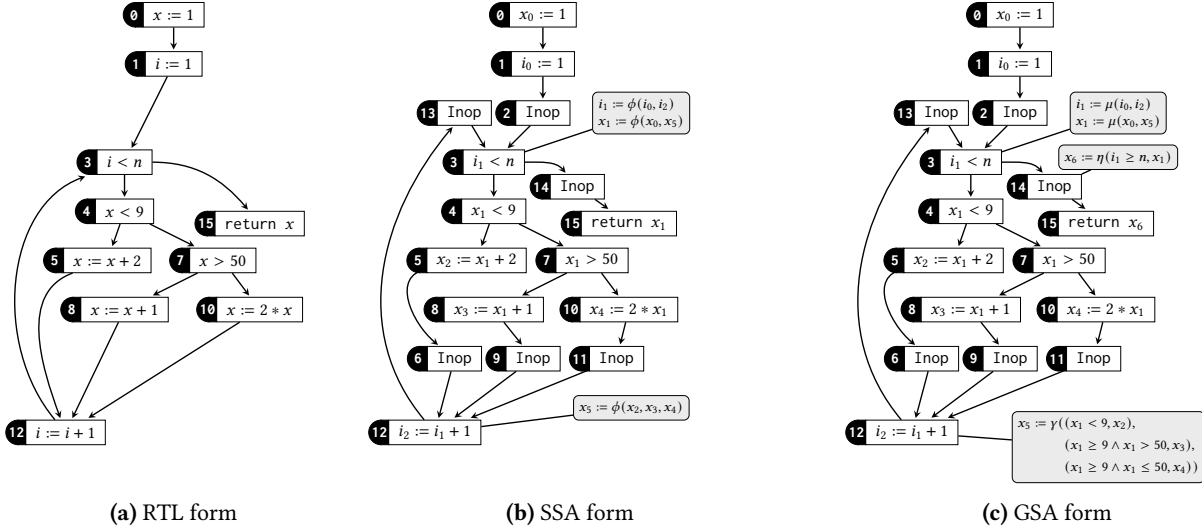 0 x := 1
1 i := 1
3 i < n
4 x < 9
15 return x
5 x := x + 2
7 x > 50
8 x := x + 1
10 x := 2 ∗ x
12 i := i + 1
(a) RTL form
0 x₀ := 1
1 i₀ := 1
13 Inop
2 Inop
i₁ := ϕ(i₀, i₂)
x₁ := ϕ(x₀, x₅)
3 i₁ < n
14 Inop
4 x₁ < 9
15 return x₁
5 x₂ := x₁ + 2
7 x₁ > 50
8 x₃ := x₁ + 1
10 x₄ := 2 ∗ x₁
6 Inop
9 Inop
11 Inop
x₅ := ϕ(x₂, x₃, x₄)
12 i₂ := i₁ + 1
(b) SSA form
0 x₀ := 1
1 i₀ := 1
13 Inop
2 Inop
i₁ := μ(i₀, i₂)
x₁ := μ(x₀, x₅)
3 i₁ < n
x₆ := η(i₁ ≥ n, x₁)
14 Inop
4 x₁ < 9
15 return x₆
5 x₂ := x₁ + 2
7 x₁ > 50
8 x₃ := x₁ + 1
10 x₄ := 2 ∗ x₁
6 Inop
9 Inop
11 Inop
12 i₂ := i₁ + 1
x₅ := γ((x₁ < 9, x₂),
(x₁ ≥ 9 ∧ x₁ > 50, x₃),
(x₁ ≥ 9 ∧ x₁ ≤ 50, x₄))
(c) GSA form